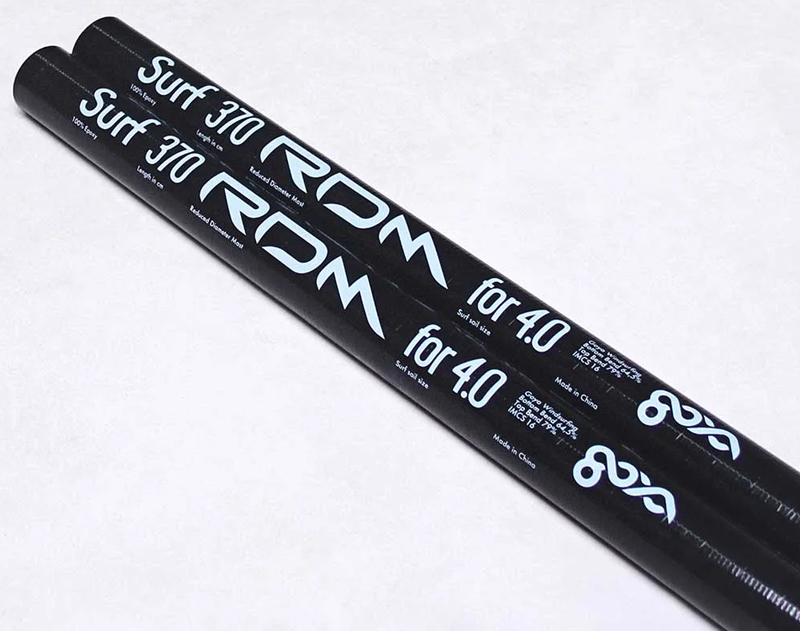 Surf 370 RDM for 4.0
100% Epoxy
Length in cm
Reduced Diameter Mast
Surf sail size
Goya Windsurfing
Bottom Bend 64,5%
Top Bend 79%
IMCS 16
Made in China
goya
Surf 370 RDM for 4.0
100% Epoxy
Length in cm
Reduced Diameter Mast
Surf sail size
Goya Windsurfing
Bottom Bend 64,5%
Top Bend 79%
IMCS 16
Made in China
goya